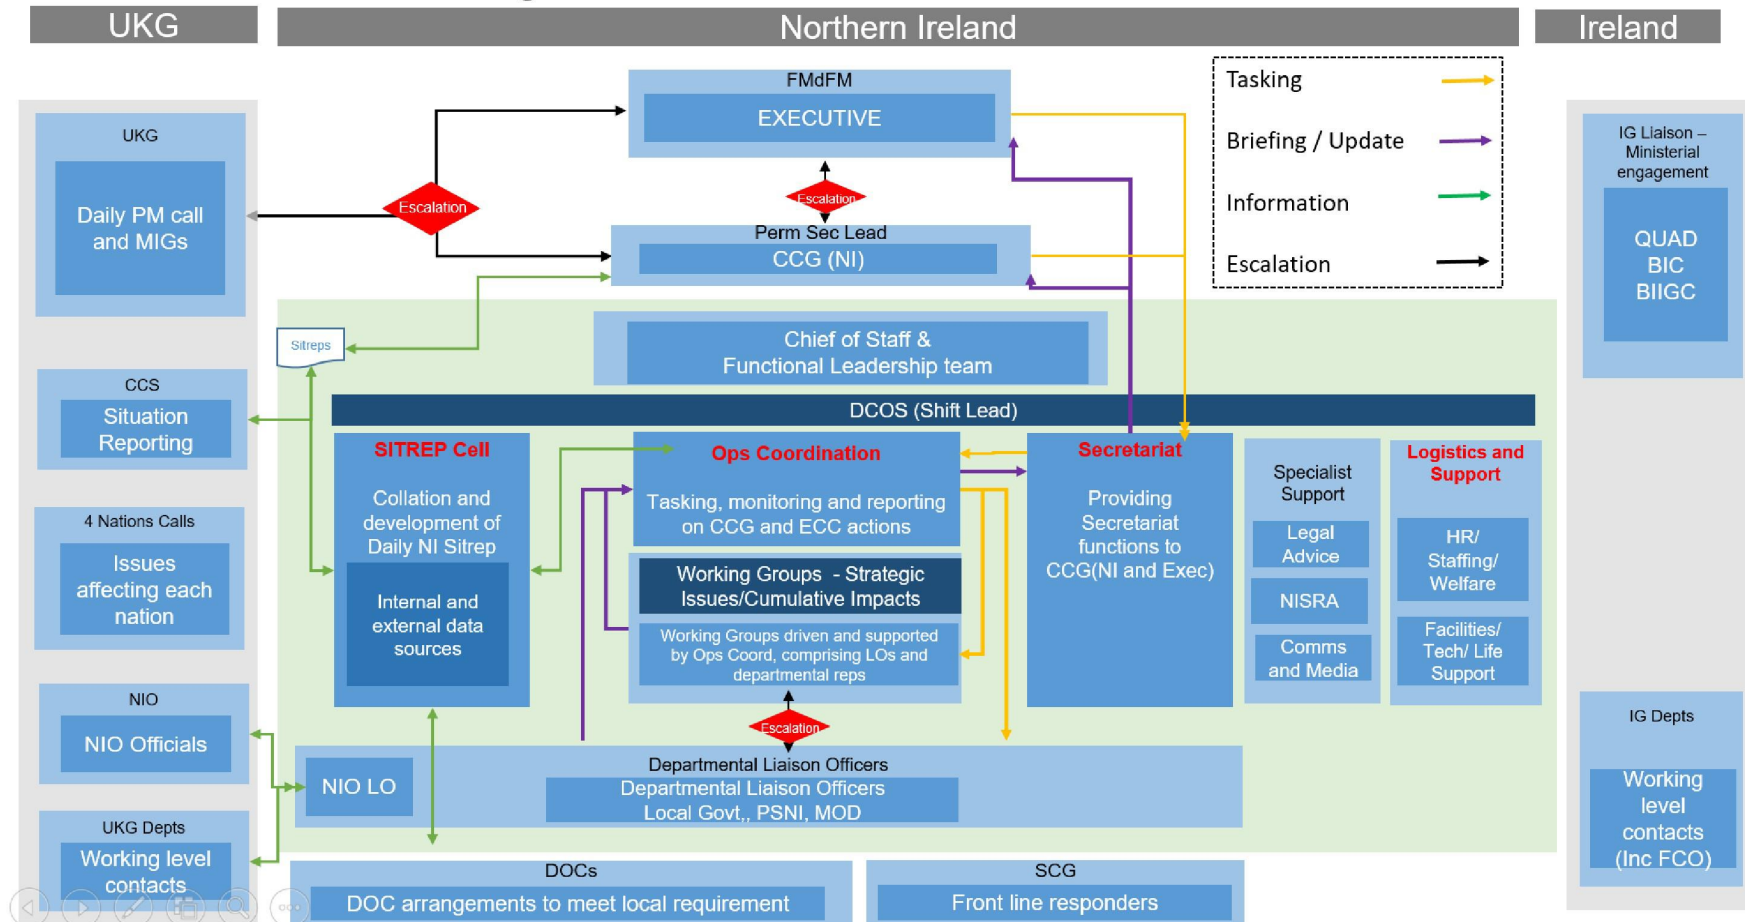 UKG
Northern Ireland
Ireland
UKG
Daily PM call
and MIGs
CCS
Situation
Reporting
4 Nations Calls
Issues
affecting each
nation
NIO
NIO Officials
UKG Depts
Working level
contacts
FMdFM
EXECUTIVE
Escalation
Escalation
Perm Sec Lead
CCG (NI)
Tasking
Briefing / Update
Information
Escalation
Sitreps
Chief of Staff &
Functional Leadership team
DCOS (Shift Lead)
SITREP Cell
Collation and
development of
Daily NI Sitrep
Internal and
external data
sources
Ops Coordination
Tasking, monitoring and reporting
on CCG and ECC actions
Working Groups - Strategic
Issues/Cumulative Impacts
Working Groups driven and supported
by Ops Coord, comprising LOs and
departmental reps
Escalation
Secretariat
Providing
Secretariat
functions to
CCG(NI and Exec)
Specialist
Support
Legal
Advice
NISRA
Comms
and Media
Logistics and
Support
HR/
Staffing/
Welfare
Facilities/
Tech/ Life
Support
NIO LO
Departmental Liaison Officers
Departmental Liaison Officers
Local Govt,, PSNI, MOD
DOCs
DOC arrangements to meet local requirement
SCG
Front line responders
IG Liaison –
Ministerial
engagement
QUAD
BIC
BIIGC
IG Depts
Working
level
contacts
(Inc FCO)